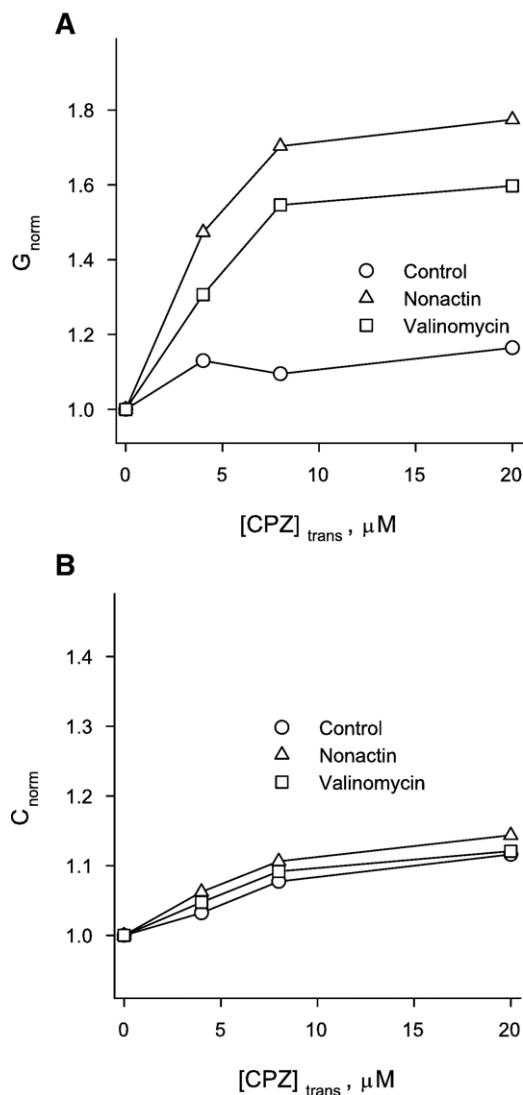 A
1.8
1.6
1.4
1.2
1.0
G norm
Control
Nonactin
Valinomycin
0 5 10 15 20
[CPZ] trans , μM
B
1.4
1.3
1.2
1.1
1.0
C norm
Control
Nonactin
Valinomycin
0 5 10 15 20
[CPZ] trans , μM